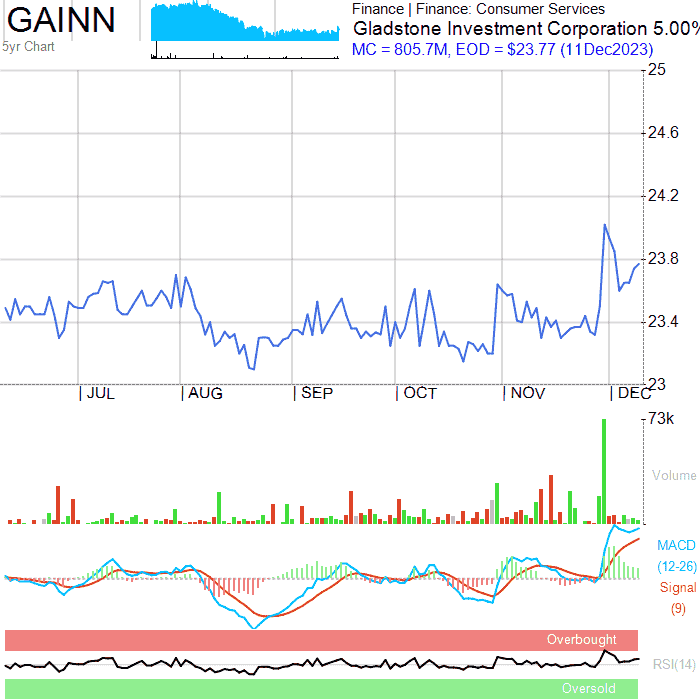 GAINN
5yr Chart
Finance | Finance: Consumer Services
Gladstone Investment Corporation 5.00%
MC = 805.7M, EOD = $23.77 (11Dec2023)
25
24.6
24.2
23.8
23.4
23
JUL
AUG
SEP
OCT
NOV
DEC
73k
Volume
MACD
(12-26)
Signal
(9)
Overbought
RSI(14)
Oversold